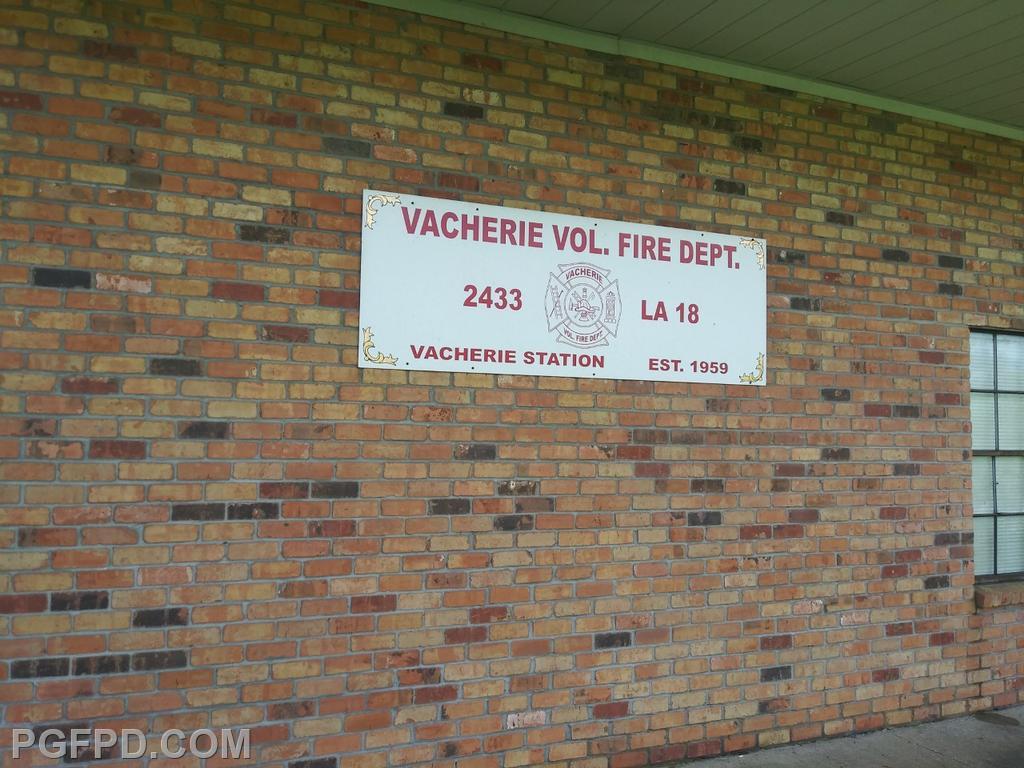 VACHERIE VOL. FIRE DEPT.
2433
VACHERIE
VOL. FIRE DEPT.
LA 18
VACHERIE STATION
EST. 1959
PGFPD.COM